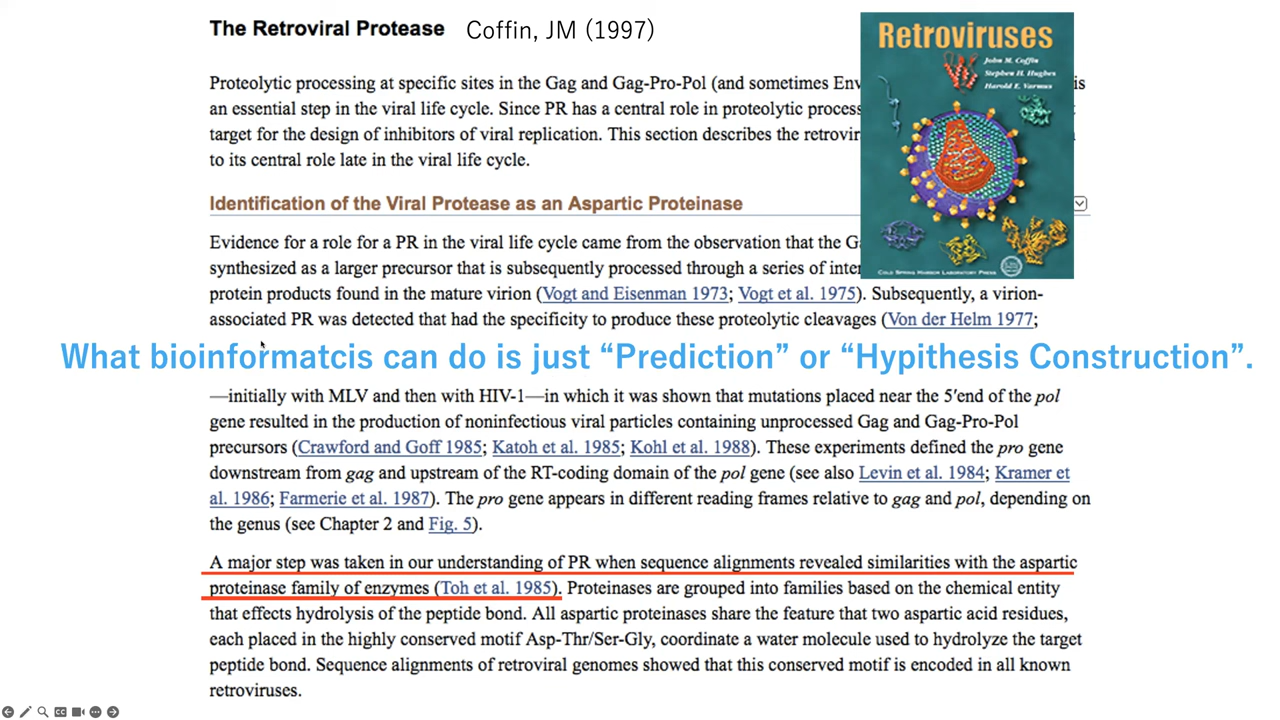 The Retroviral Protease Coffin, JM (1997)
Retroviruses
John M. Coffin
Stephen H. Hughes
Harold E. Varmus
Proteolytic processing at specific sites in the Gag and Gag-Pro-Pol (and sometimes Env is
an essential step in the viral life cycle. Since PR has a central role in proteolytic proces
target for the design of inhibitors of viral replication. This section describes the retrovi
to its central role late in the viral life cycle.
Identification of the Viral Protease as an Aspartic Proteinase
Evidence for a role for a PR in the viral life cycle came from the observation that the G
synthesized as a larger precursor that is subsequently processed through a series of inte
COLD SPRING HARBOR LABORATORY PRESS
protein products found in the mature virion (Vogt and Eisenman 1973; Vogt et al. 1975). Subsequently, a virion-
associated PR was detected that had the specificity to produce these proteolytic cleavages (Von der Helm 1977;
What bioinformatcis can do is just “Prediction” or “Hypithesis Construction”.
—initially with MLV and then with HIV-1—in which it was shown that mutations placed near the 5′end of the pol
gene resulted in the production of noninfectious viral particles containing unprocessed Gag and Gag-Pro-Pol
precursors (Crawford and Goff 1985; Katoh et al. 1985; Kohl et al. 1988). These experiments defined the pro gene
downstream from gag and upstream of the RT-coding domain of the pol gene (see also Levin et al. 1984; Kramer et
al. 1986; Farmerie et al. 1987). The pro gene appears in different reading frames relative to gag and pol, depending on
the genus (see Chapter 2 and Fig. 5).
A major step was taken in our understanding of PR when sequence alignments revealed similarities with the aspartic
proteinase family of enzymes (Toh et al. 1985). Proteinases are grouped into families based on the chemical entity
that effects hydrolysis of the peptide bond. All aspartic proteinases share the feature that two aspartic acid residues,
each placed in the highly conserved motif Asp-Thr/Ser-Gly, coordinate a water molecule used to hydrolyze the target
peptide bond. Sequence alignments of retroviral genomes showed that this conserved motif is encoded in all known
retroviruses.